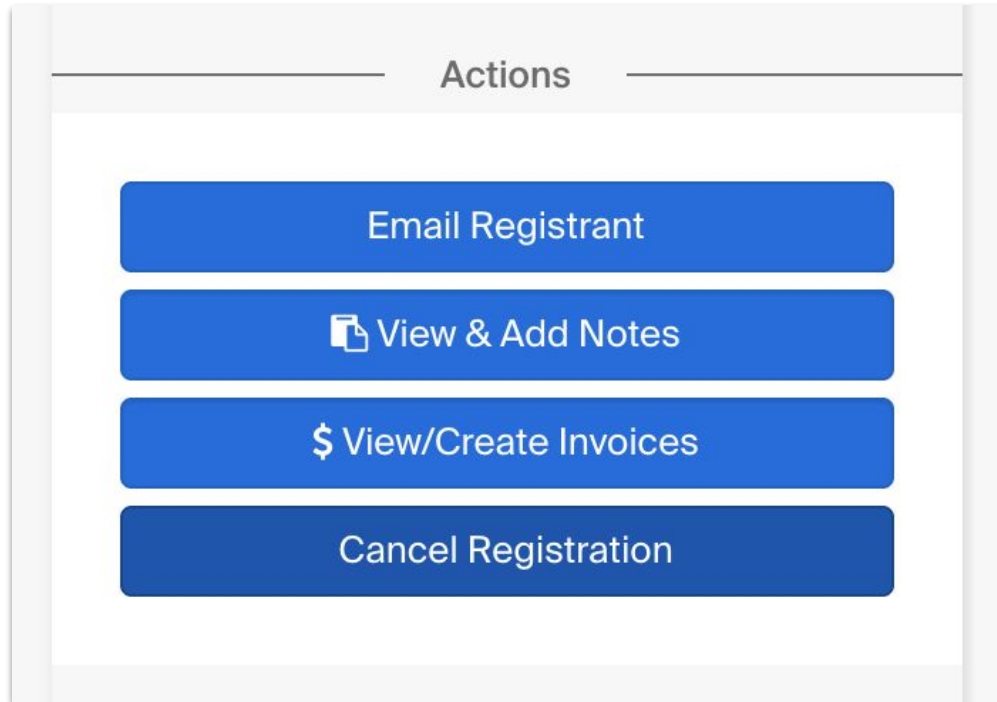 Actions
Email Registrant
View & Add Notes
$ View/Create Invoices
Cancel Registration